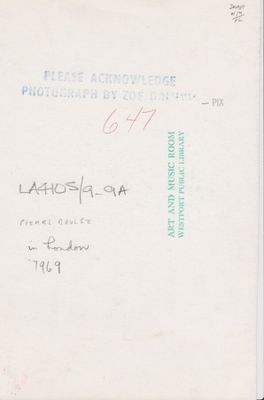 PLEASE ACKNOWLEDGE
PHOTOGRAPH BY ZOË
— PIX
647
ART AND MUSIC ROOM
WESTPORT PUBLIC LIBRARY
LA4105/9-9A
PIERRE BOULEZ
in London
1969